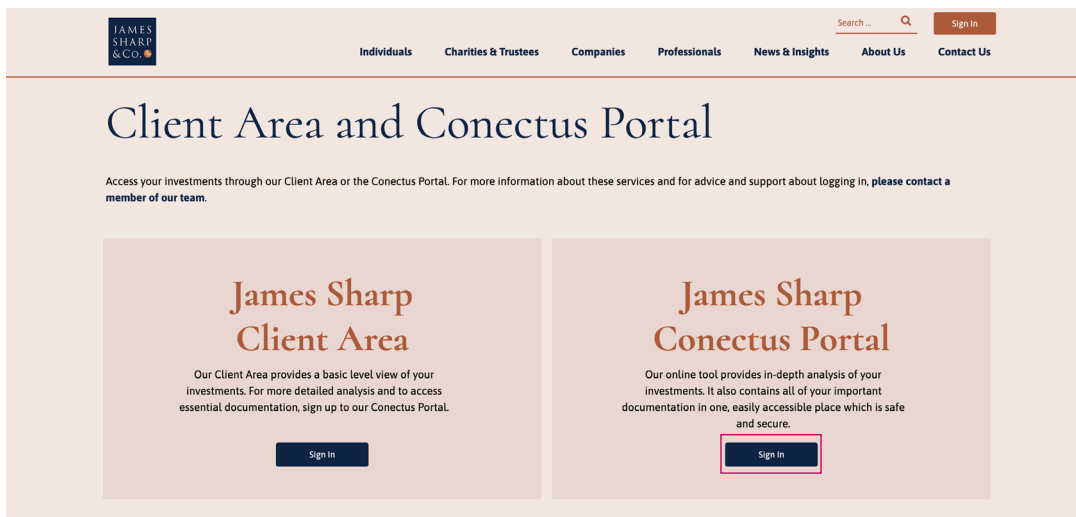 JAMES
SHARP
& CO.
Search ...
Sign In
Individuals Charities & Trustees Companies Professionals News & Insights About Us Contact Us
Client Area and Conectus Portal
Access your investments through our Client Area or the Conectus Portal. For more information about these services and for advice and support about logging in, please contact a
member of our team.
James Sharp
Client Area
Our Client Area provides a basic level view of your
investments. For more detailed analysis and to access
essential documentation, sign up to our Conectus Portal.
Sign In
James Sharp
Conectus Portal
Our online tool provides in-depth analysis of your
investments. It also contains all of your important
documentation in one, easily accessible place which is safe
and secure.
Sign In